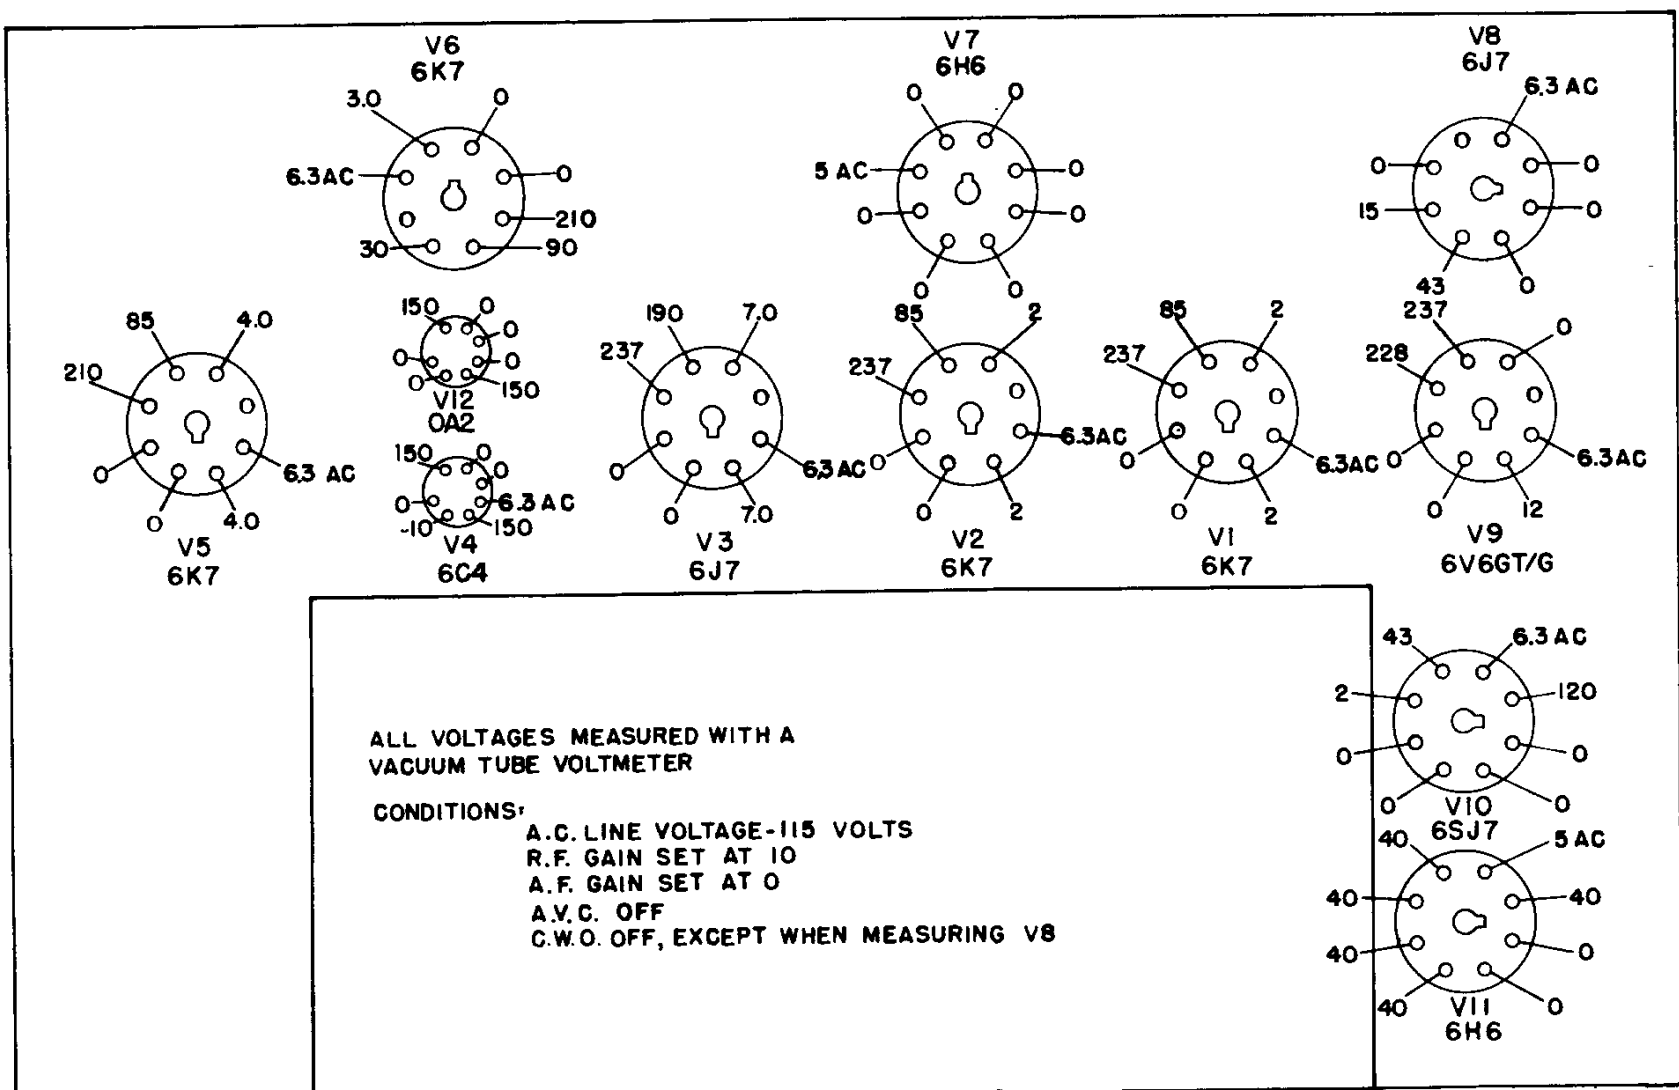 V6
6K7
3.0
0
6.3AC
0
210
30
90
V7
6H6
0
0
5 AC
0
0
0
0
0
V8
6J7
6.3 AC
0
0
15
0
43
0
85
4.0
210
0
6.3 AC
0
4.0
V5
6K7
150
0
0
0
0
0
150
V12
OA2
150
0
0
0
6.3 AC
-10
150
V4
6C4
190
7.0
237
0
6.3 AC
0
7.0
V3
6J7
85
2
237
0
6.3AC
0
2
V2
6K7
85
2
237
0
6.3AC
0
2
V1
6K7
237
0
228
0
6.3AC
0
12
V9
6V6GT/G
43
6.3 AC
2
120
0
0
0
0
V10
6SJ7
40
5 AC
40
40
40
0
40
0
V11
6H6
ALL VOLTAGES MEASURED WITH A
VACUUM TUBE VOLTMETER
CONDITIONS:
A.C. LINE VOLTAGE-115 VOLTS
R.F. GAIN SET AT 10
A.F. GAIN SET AT 0
A.V.C. OFF
C.W.O. OFF, EXCEPT WHEN MEASURING V8